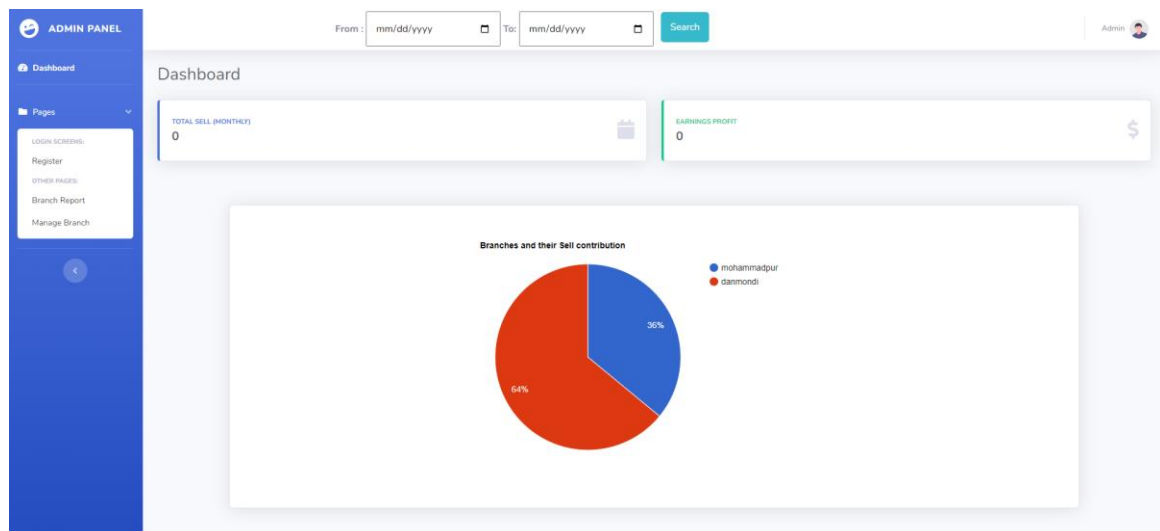 ADMIN PANEL
From : mm/dd/yyyy To: mm/dd/yyyy Search
Admin
Dashboard
Pages
LOGIN SCREENS:
Register
OTHER PAGES:
Branch Report
Manage Branch
Dashboard
TOTAL SELL (MONTHLY)
0
EARNINGS PROFIT
0
Branches and their Sell contribution
mohammadpur
danmondi
36%
64%